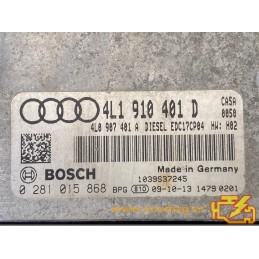 4L1 910 401 D
CASA
0050
4L0 907 401 A DIESEL EDC17CP04 HW: H02
Made in Germany
BOSCH
1039S37245
0 281 015 868 BPG 810 09-10-13 1479 0201